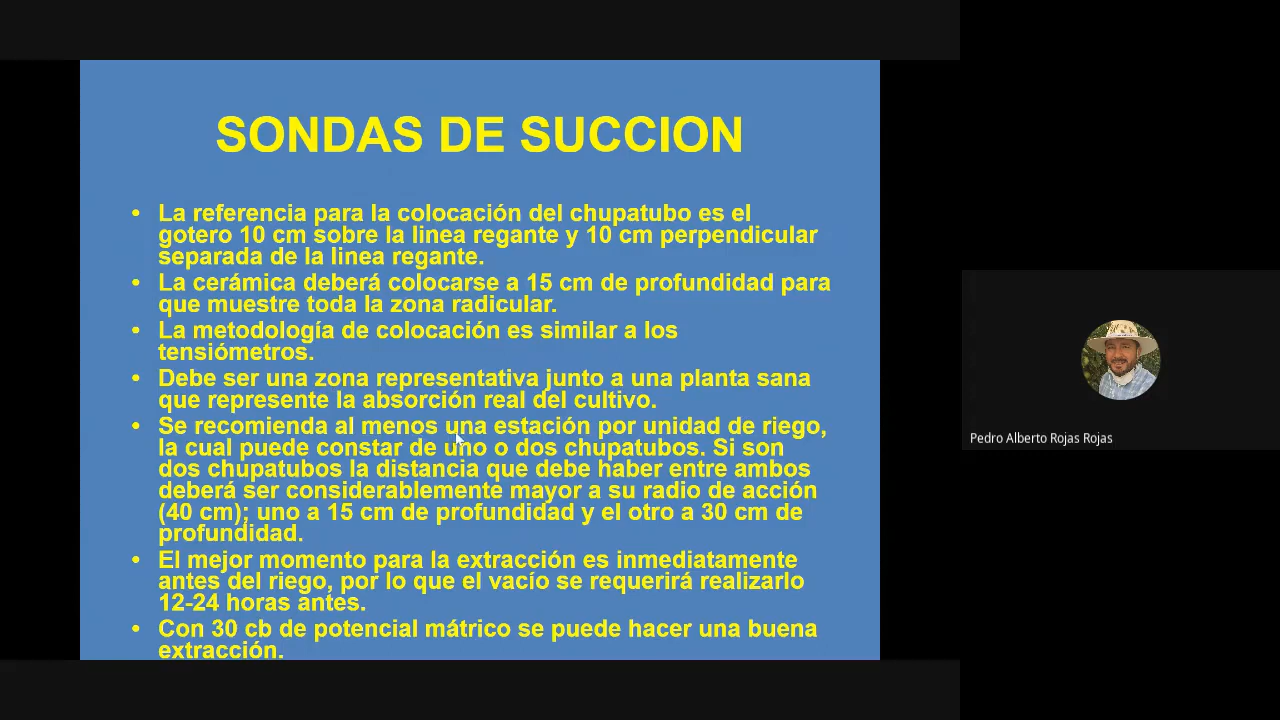 SONDAS DE SUCCION
• La referencia para la colocación del chupatubo es el
gotero 10 cm sobre la linea regante y 10 cm perpendicular
separada de la linea regante.
• La cerámica deberá colocarse a 15 cm de profundidad para
que muestre toda la zona radicular.
• La metodología de colocación es similar a los
tensiómetros.
• Debe ser una zona representativa junto a una planta sana
que represente la absorción real del cultivo.
• Se recomienda al menos una estación por unidad de riego,
la cual puede constar de uno o dos chupatubos. Si son
dos chupatubos la distancia que debe haber entre ambos
deberá ser considerablemente mayor a su radio de acción
(40 cm); uno a 15 cm de profundidad y el otro a 30 cm de
profundidad.
• El mejor momento para la extracción es inmediatamente
antes del riego, por lo que el vacío se requerirá realizarlo
12-24 horas antes.
• Con 30 cb de potencial mátrico se puede hacer una buena
extracción.
Pedro Alberto Rojas Rojas